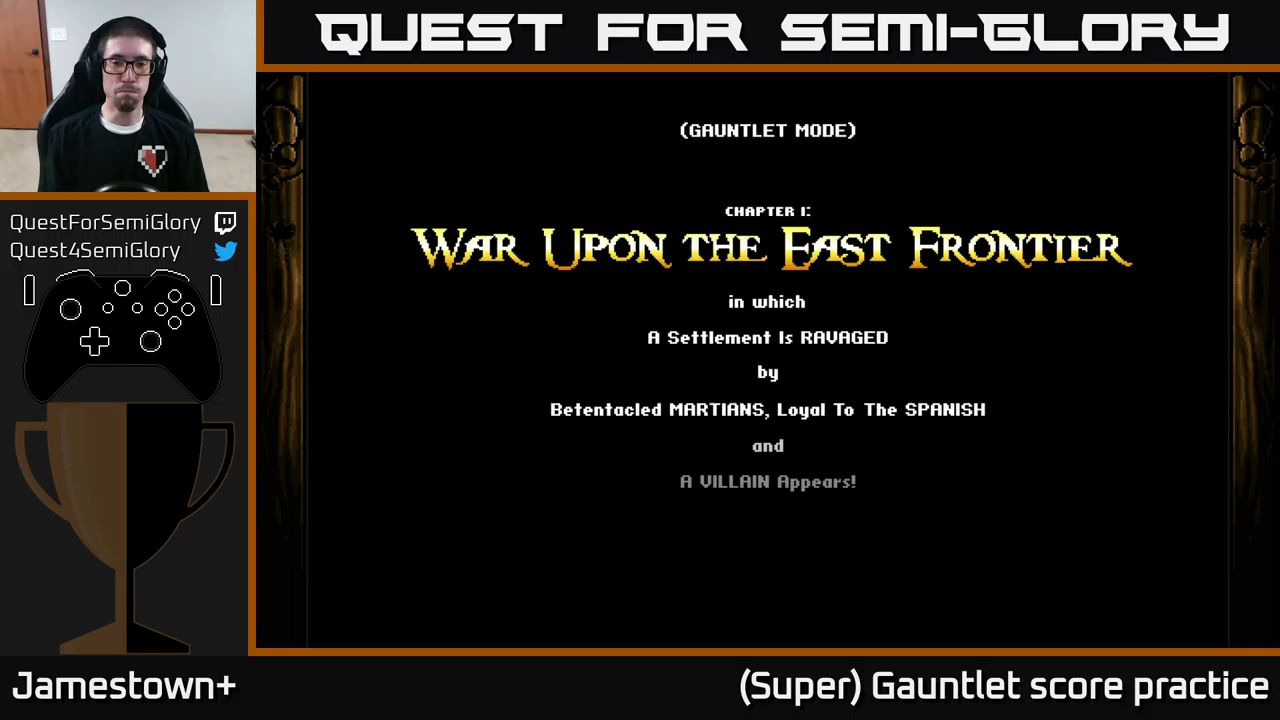 QUEST FOR SEMI-GLORY
(GAUNTLET MODE)
CHAPTER I:
WAR UPON THE EAST FRONTIER
in which
A Settlement Is RAVAGED
by
Betentacled MARTIANS, Loyal To The SPANISH
and
A VILLAIN Appears!
QuestForSemiGlory
Quest4SemiGlory
Jamestown+
(Super) Gauntlet score practice